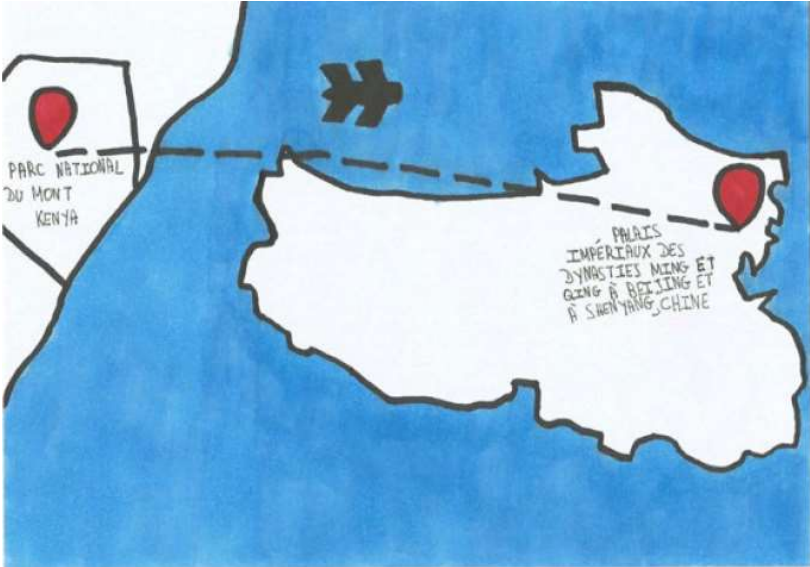 PARC NATIONAL
DU MONT
KENYA
PALAIS
IMPÉRIAUX DES
DYNASTIES MING ET
QING À BEIJING ET
À SHENYANG, CHINE